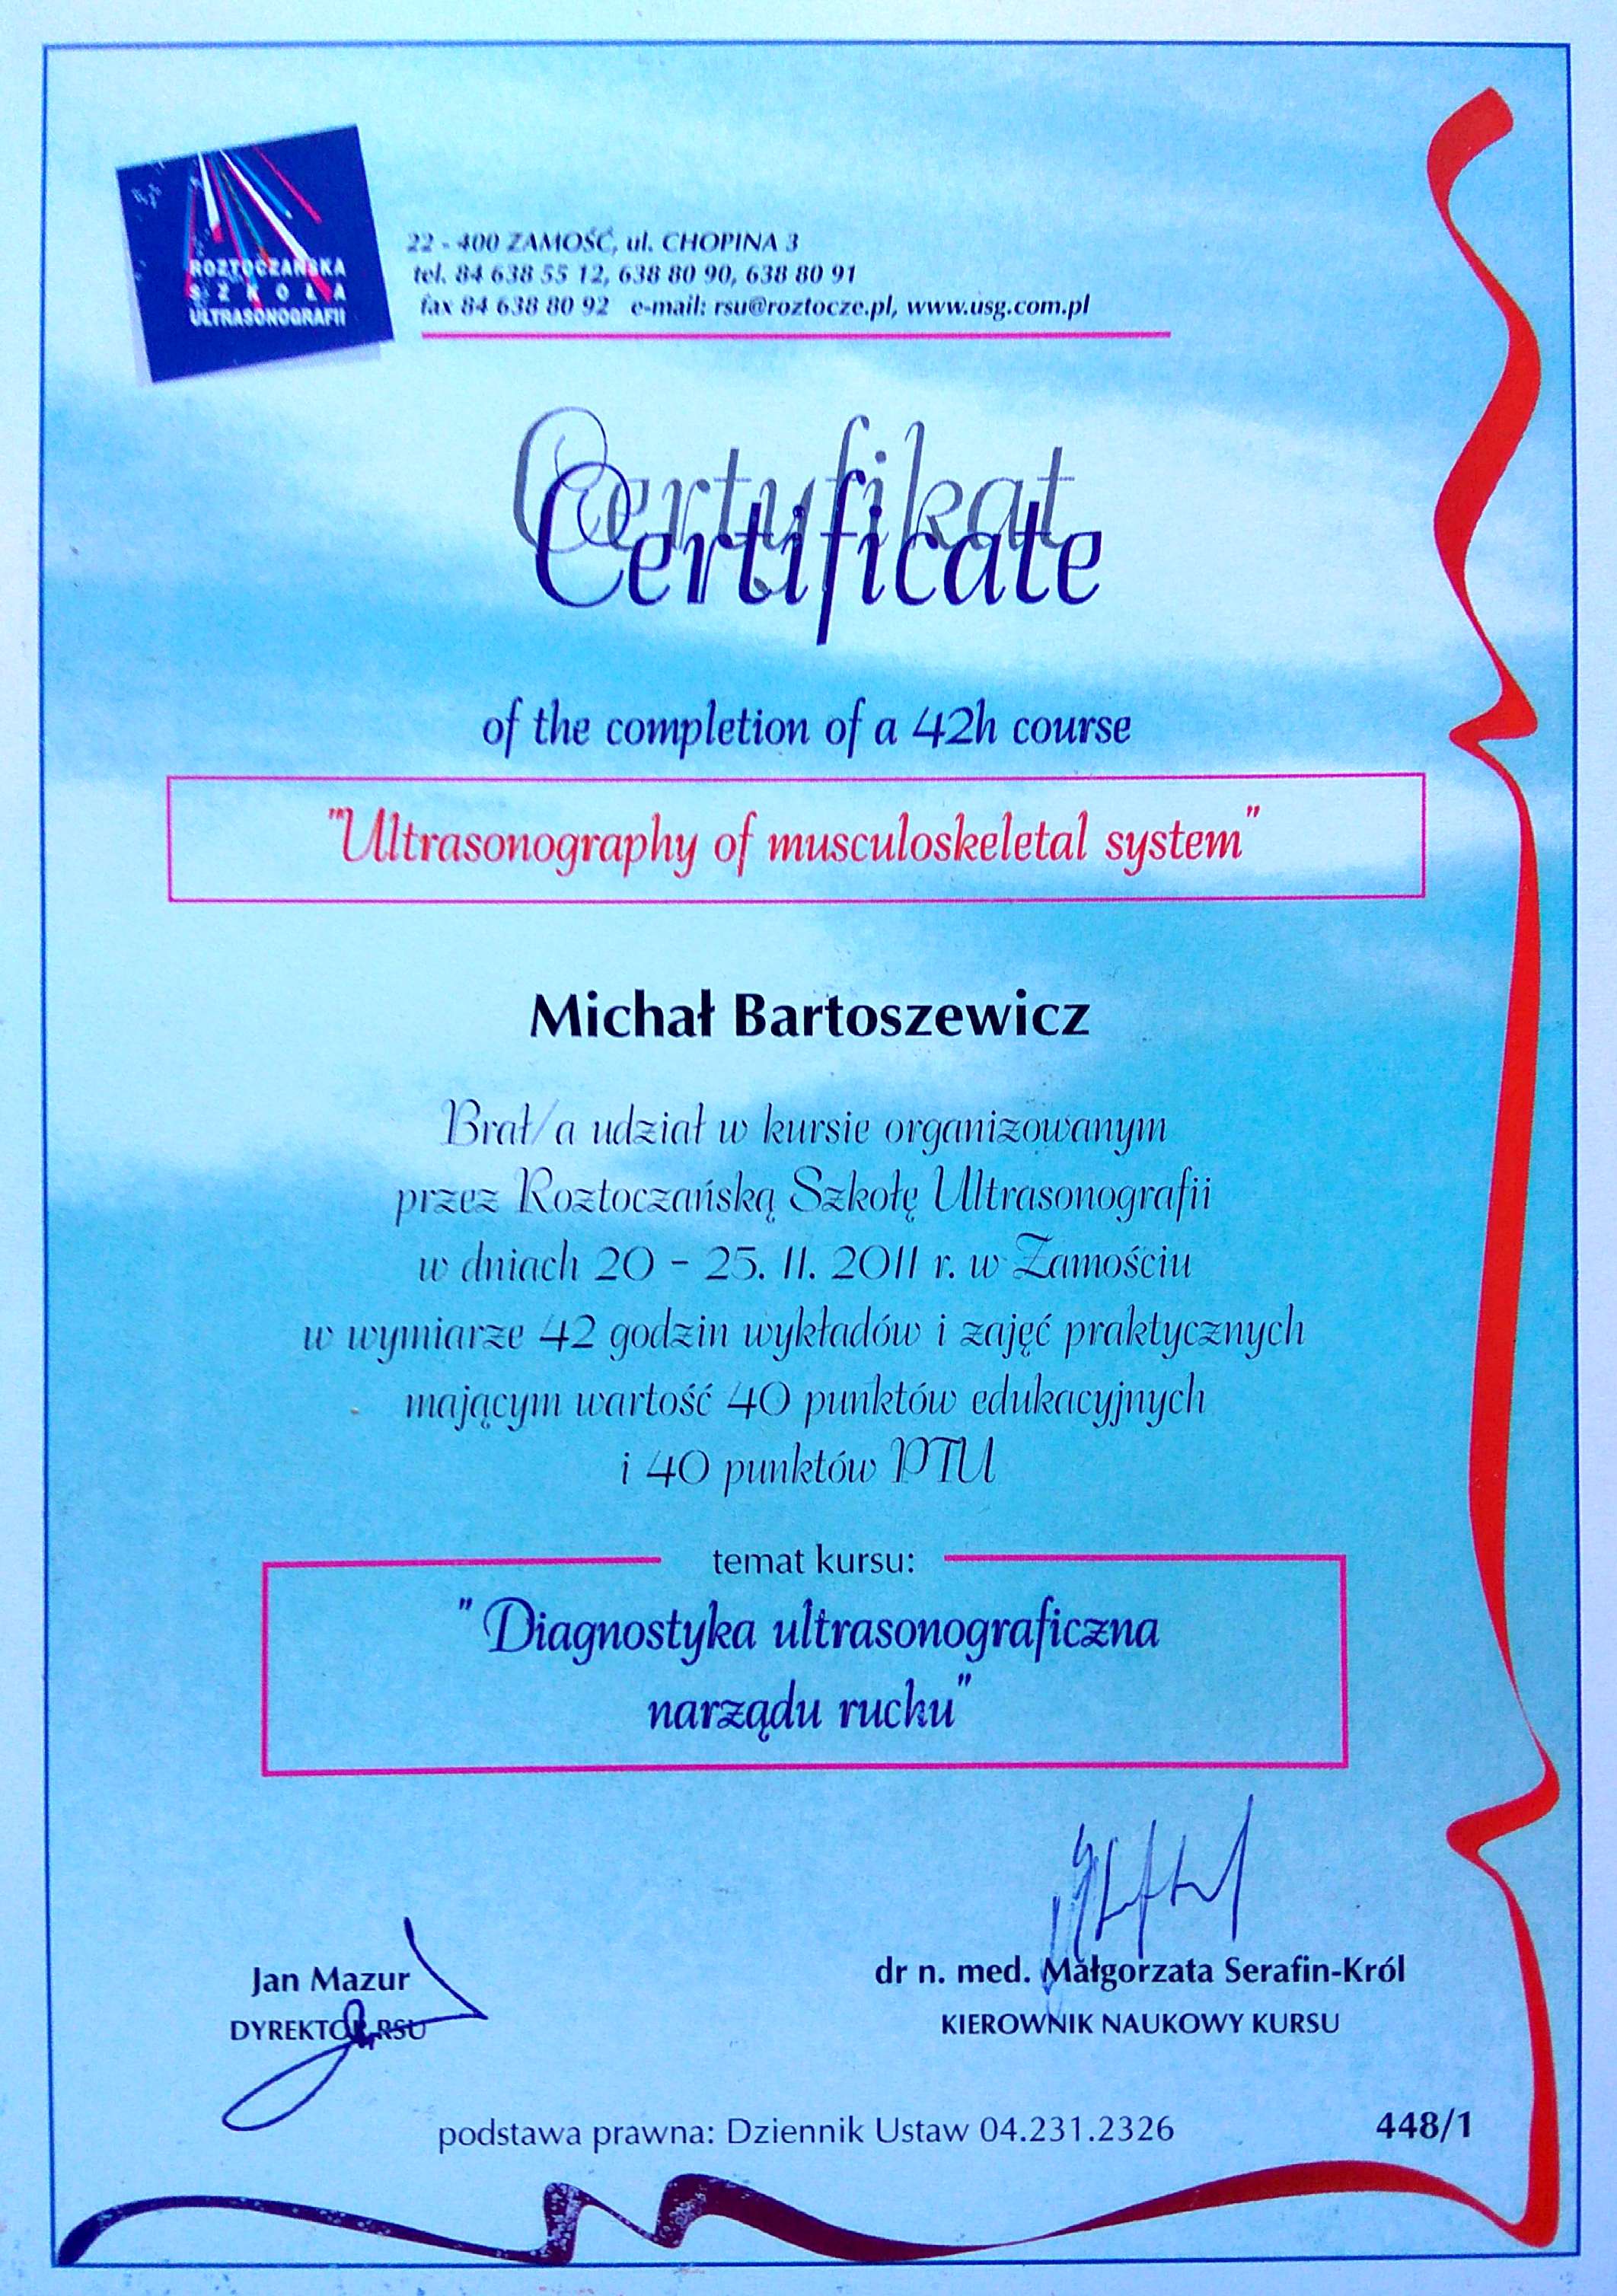 ROZTOCZAŃSKA
SZKOŁA
ULTRASONOGRAFII
22 - 400 ZAMOŚĆ, ul. CHOPINA 3
tel. 84 638 55 12, 638 80 90, 638 80 91
fax 84 638 80 92 e-mail: rsu@roztocze.pl, www.usg.com.pl
Certyfikat
Certificate
of the completion of a 42h course
"Ultrasonography of musculoskeletal system"
Michał Bartoszewicz
Brał/a udział w kursie organizowanym
przez Roztoczańską Szkołę Ultrasonografii
w dniach 20 - 25. 11. 2011 r. w Zamościu
w wymiarze 42 godzin wykładów i zajęć praktycznych
mającym wartość 40 punktów edukacyjnych
i 40 punktów PTU
temat kursu:
"Diagnostyka ultrasonograficzna
narządu ruchu"
Jan Mazur
DYREKTOR RSU
dr n. med. Małgorzata Serafin-Król
KIEROWNIK NAUKOWY KURSU
podstawa prawna: Dziennik Ustaw 04.231.2326
448/1